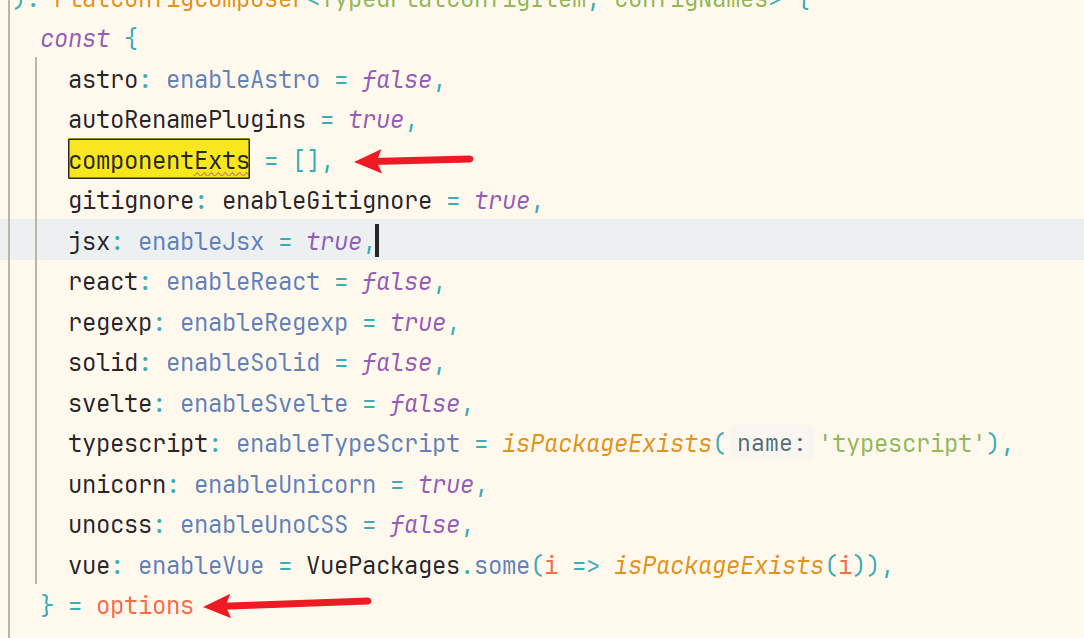 ): FlatConfigComposer<TypedFlatConfigItem, ConfigNames> {
const {
astro: enableAstro = false,
autoRenamePlugins = true,
componentExts = [],
gitignore: enableGitignore = true,
jsx: enableJsx = true,
react: enableReact = false,
regexp: enableRegexp = true,
solid: enableSolid = false,
svelte: enableSvelte = false,
typescript: enableTypeScript = isPackageExists( name: 'typescript'),
unicorn: enableUnicorn = true,
unocss: enableUnoCSS = false,
vue: enableVue = VuePackages.some(i => isPackageExists(i)),
} = options